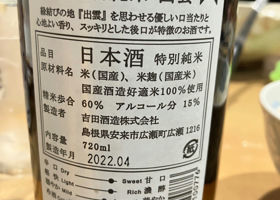 縁結びの地『出雲』を思わせる優しい口当たりと
心地よい香り、スッキリとした後口が特徴のお酒です。
日本酒 特別純米
原材料名 米(国産)、米麹(国産米)
国産酒造好適米100%使用
精米歩合 60% アルコール分 15%
製造者 吉田酒造株式会社
島根県安来市広瀬町広瀬1216
内容量 720ml
製造年月 2022.04
辛口 Dry Sweet 甘口
Light Rich 濃醇